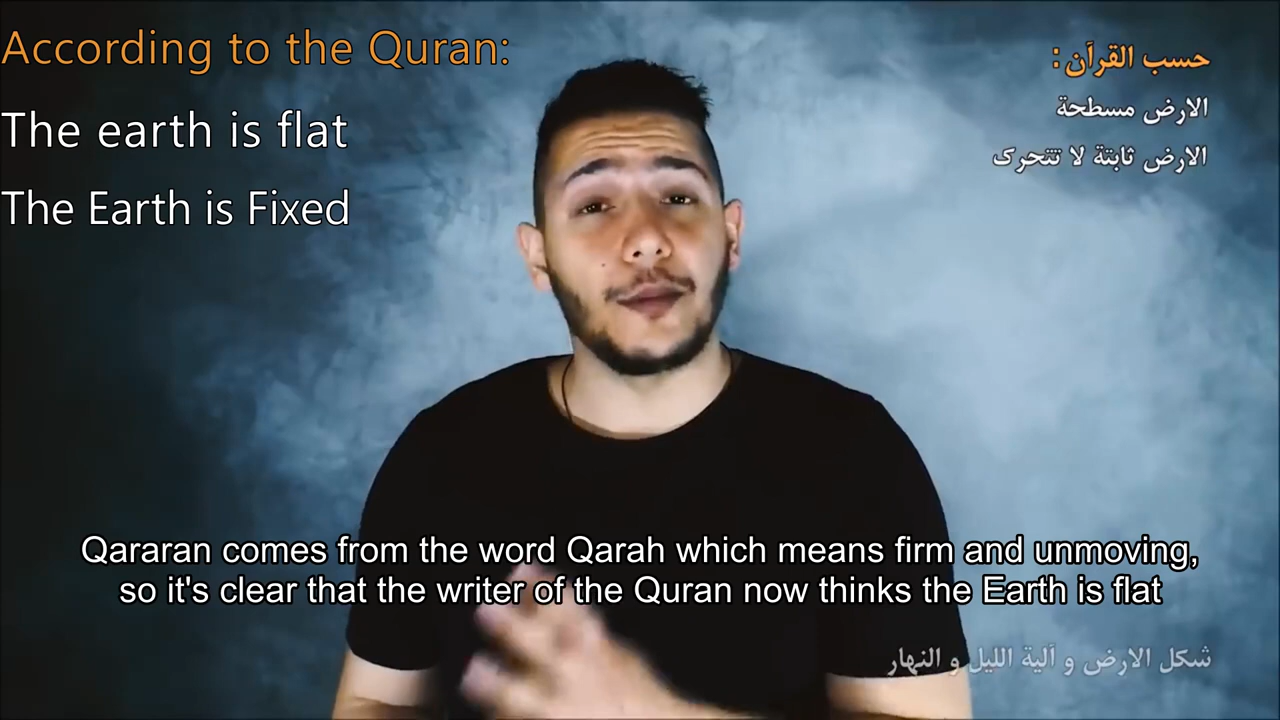 According to the Quran:
The earth is flat
The Earth is Fixed
حسب القرآن:
الارض مسطحة
الارض ثابتة لا تتحرك
Qararan comes from the word Qarah which means firm and unmoving,
so it's clear that the writer of the Quran now thinks the Earth is flat
شكل الارض و آلية الليل و النهار